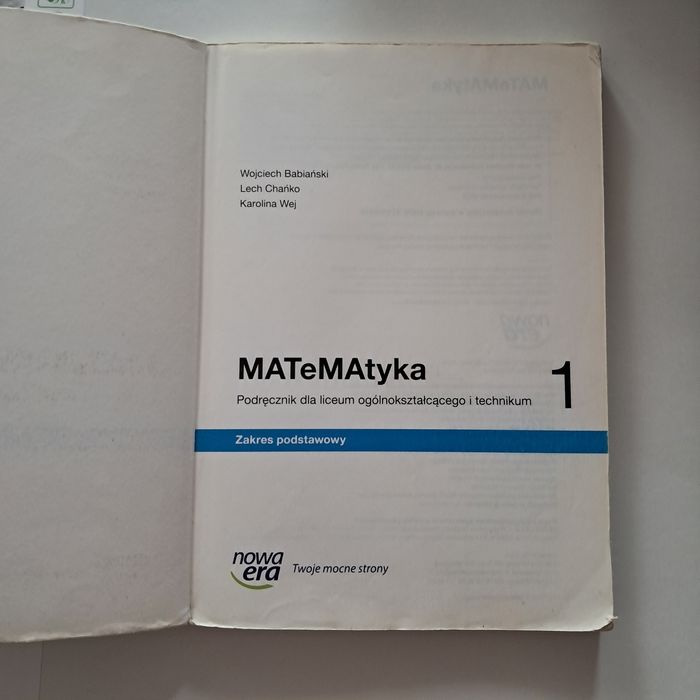 Wojciech Babiański
Lech Chańko
Karolina Wej
MATeMAtyka 1
Podręcznik dla liceum ogólnokształcącego i technikum
Zakres podstawowy
nowa
era
Twoje mocne strony